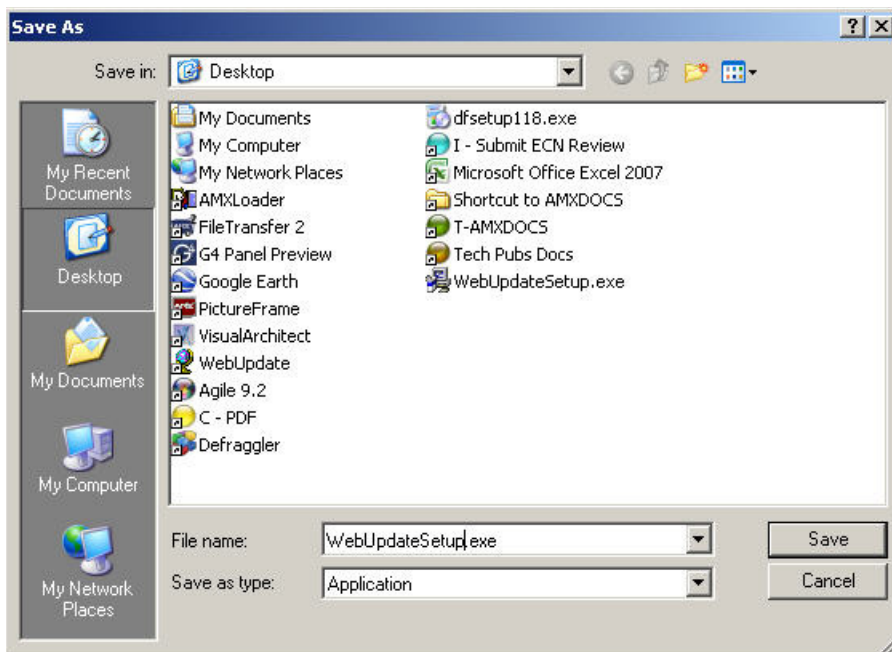 Save As
Save in:
Desktop
My Recent
Documents
Desktop
My Documents
My Computer
My Network
Places
My Documents
My Computer
My Network Places
AMXLoader
FileTransfer 2
G4 Panel Preview
Google Earth
PictureFrame
VisualArchitect
WebUpdate
Agile 9.2
C - PDF
Defraggler
dfsetup118.exe
I - Submit ECN Review
Microsoft Office Excel 2007
Shortcut to AMXDOCS
T-AMXDOCS
Tech Pubs Docs
WebUpdateSetup.exe
File name:
WebUpdateSetup.exe
Save
Save as type:
Application
Cancel